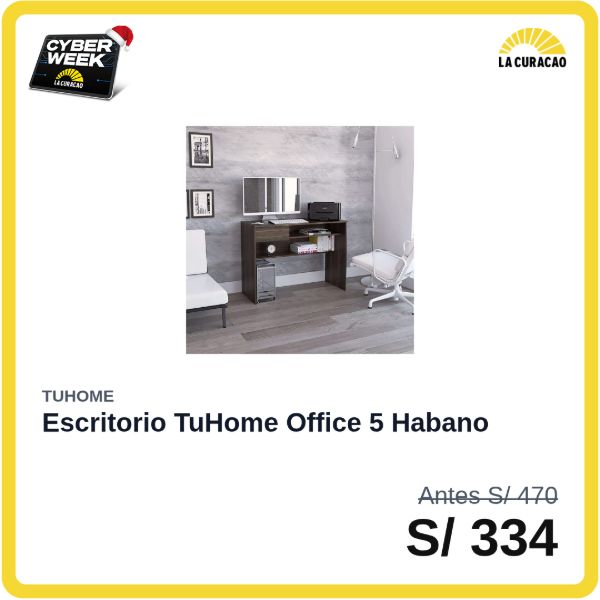 CYBER
WEEK
LA CURACAO
LA CURACAO
TUHOME
Escritorio TuHome Office 5 Habano
Antes S/ 470
S/ 334